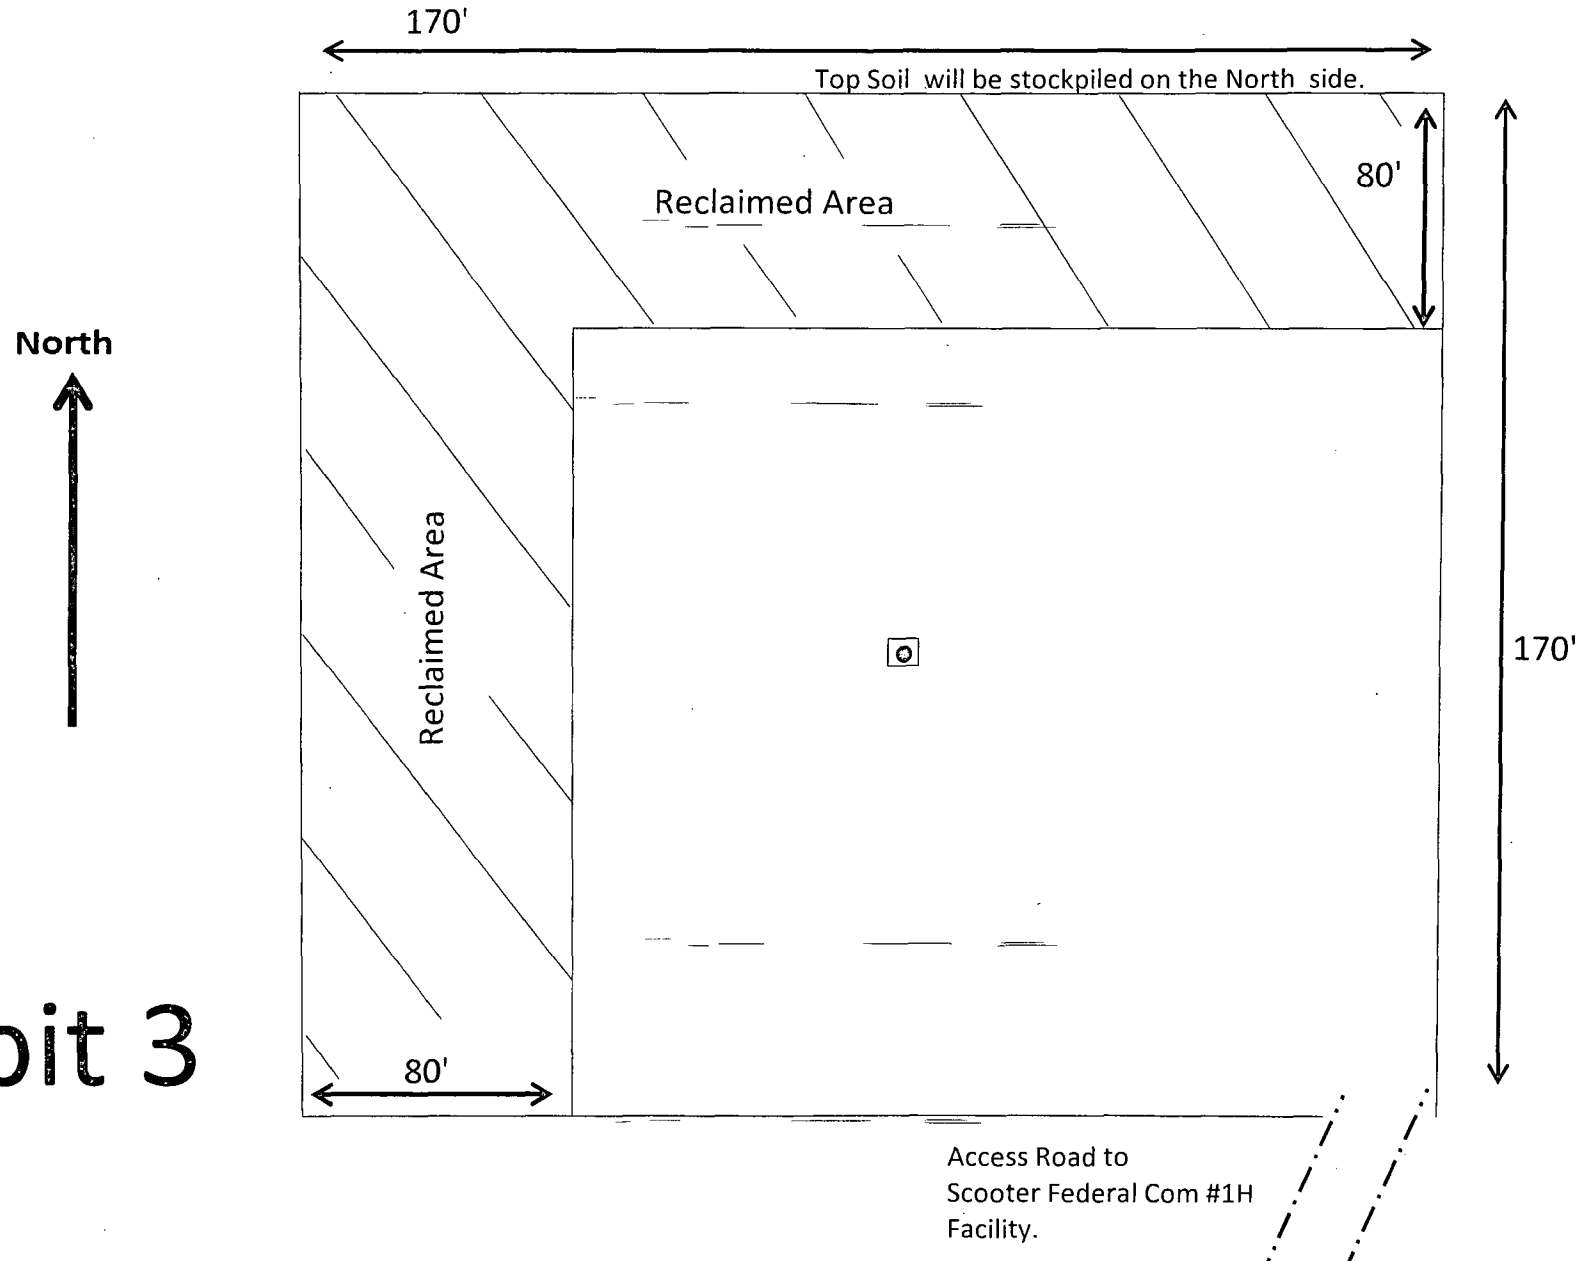 170'
Top Soil will be stockpiled on the North side.
80'
Reclaimed Area
North
Reclaimed Area
170'
bit 3
80'
Access Road to
Scooter Federal Com #1H
Facility.